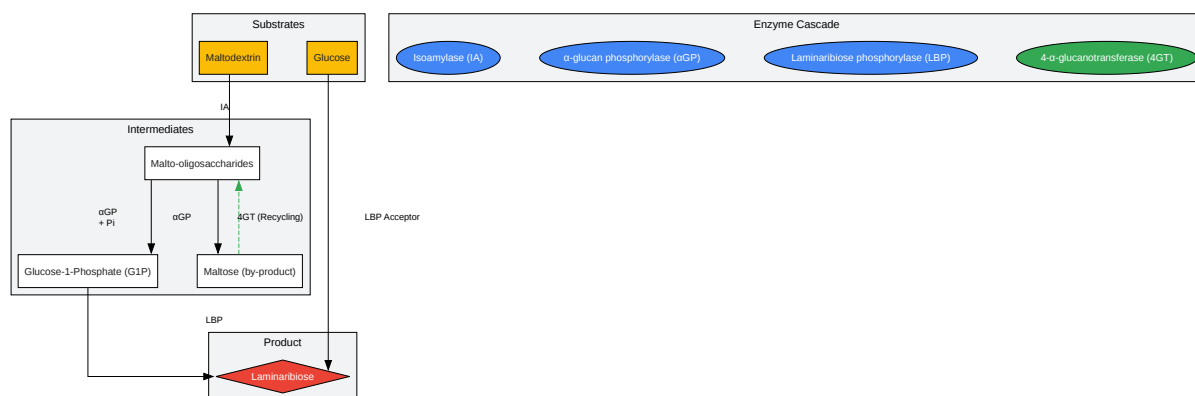 Substrates
Enzyme Cascade
Maltodextrin
Glucose
Isoamylase (IA)
α-glucan phosphorylase (αGP)
Laminaribiose phosphorylase (LBP)
4-α-glucanotransferase (4GT)
IA
Intermediates
Malto-oligosaccharides
αGP
+ Pi
αGP
4GT (Recycling)
LBP Acceptor
Glucose-1-Phosphate (G1P)
Maltose (by-product)
LBP
Product
Laminaribiose